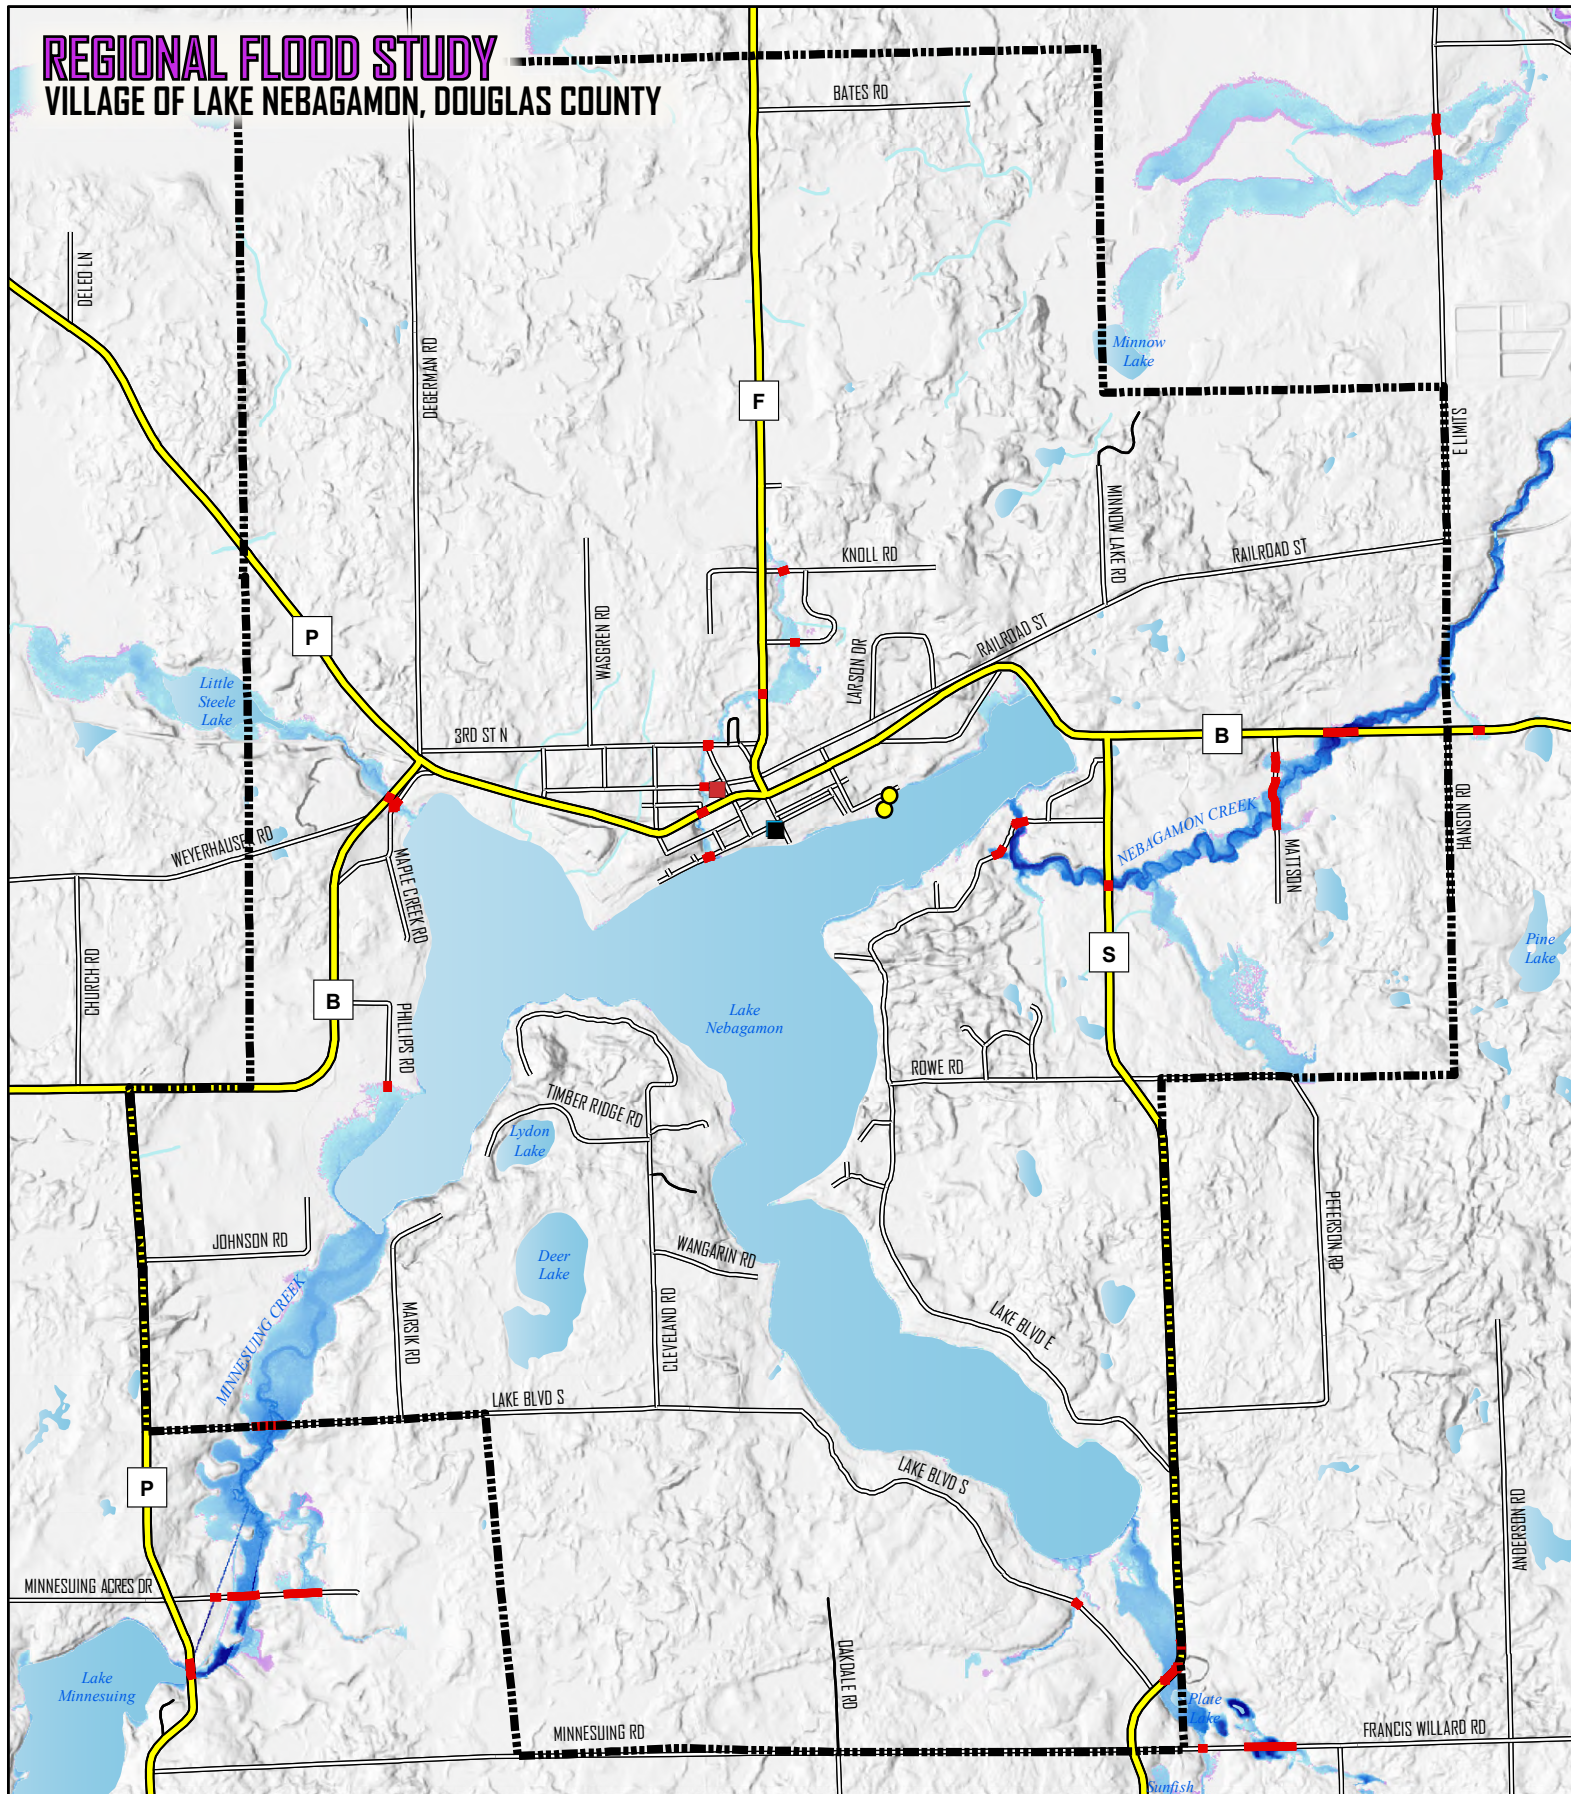 REGIONAL FLOOD STUDY
VILLAGE OF LAKE NEBAGAMON, DOUGLAS COUNTY
BATES RD
DELEO LN
DEGERMAN RD
Minnow
Lake
F
E LIMITS
MINNOW LAKE RD
KNOLL RD
RAILROAD ST
P
WASGREN RD
RAILROAD ST
LARSON DR
Little
Steele
Lake
3RD ST N
B
HANSON RD
NEBAGAMON CREEK
WEYERHAUSER RD
MAPLE CREEK RD
MATTSON
S
Pine
Lake
CHURCH RD
B
PHILLIPS RD
Lake
Nebagamon
ROWE RD
TIMBER RIDGE RD
Lydon
Lake
PETERSON RD
JOHNSON RD
WANGARIN RD
Deer
Lake
MINNESUING CREEK
MARSIK RD
CLEVELAND RD
LAKE BLVD E
LAKE BLVD S
LAKE BLVD S
P
ANDERSON RD
MINNESUING ACRES DR
OAKDALE RD
Lake
Minnesuing
Plate
Lake
MINNESUING RD
FRANCIS WILLARD RD
Sunfish